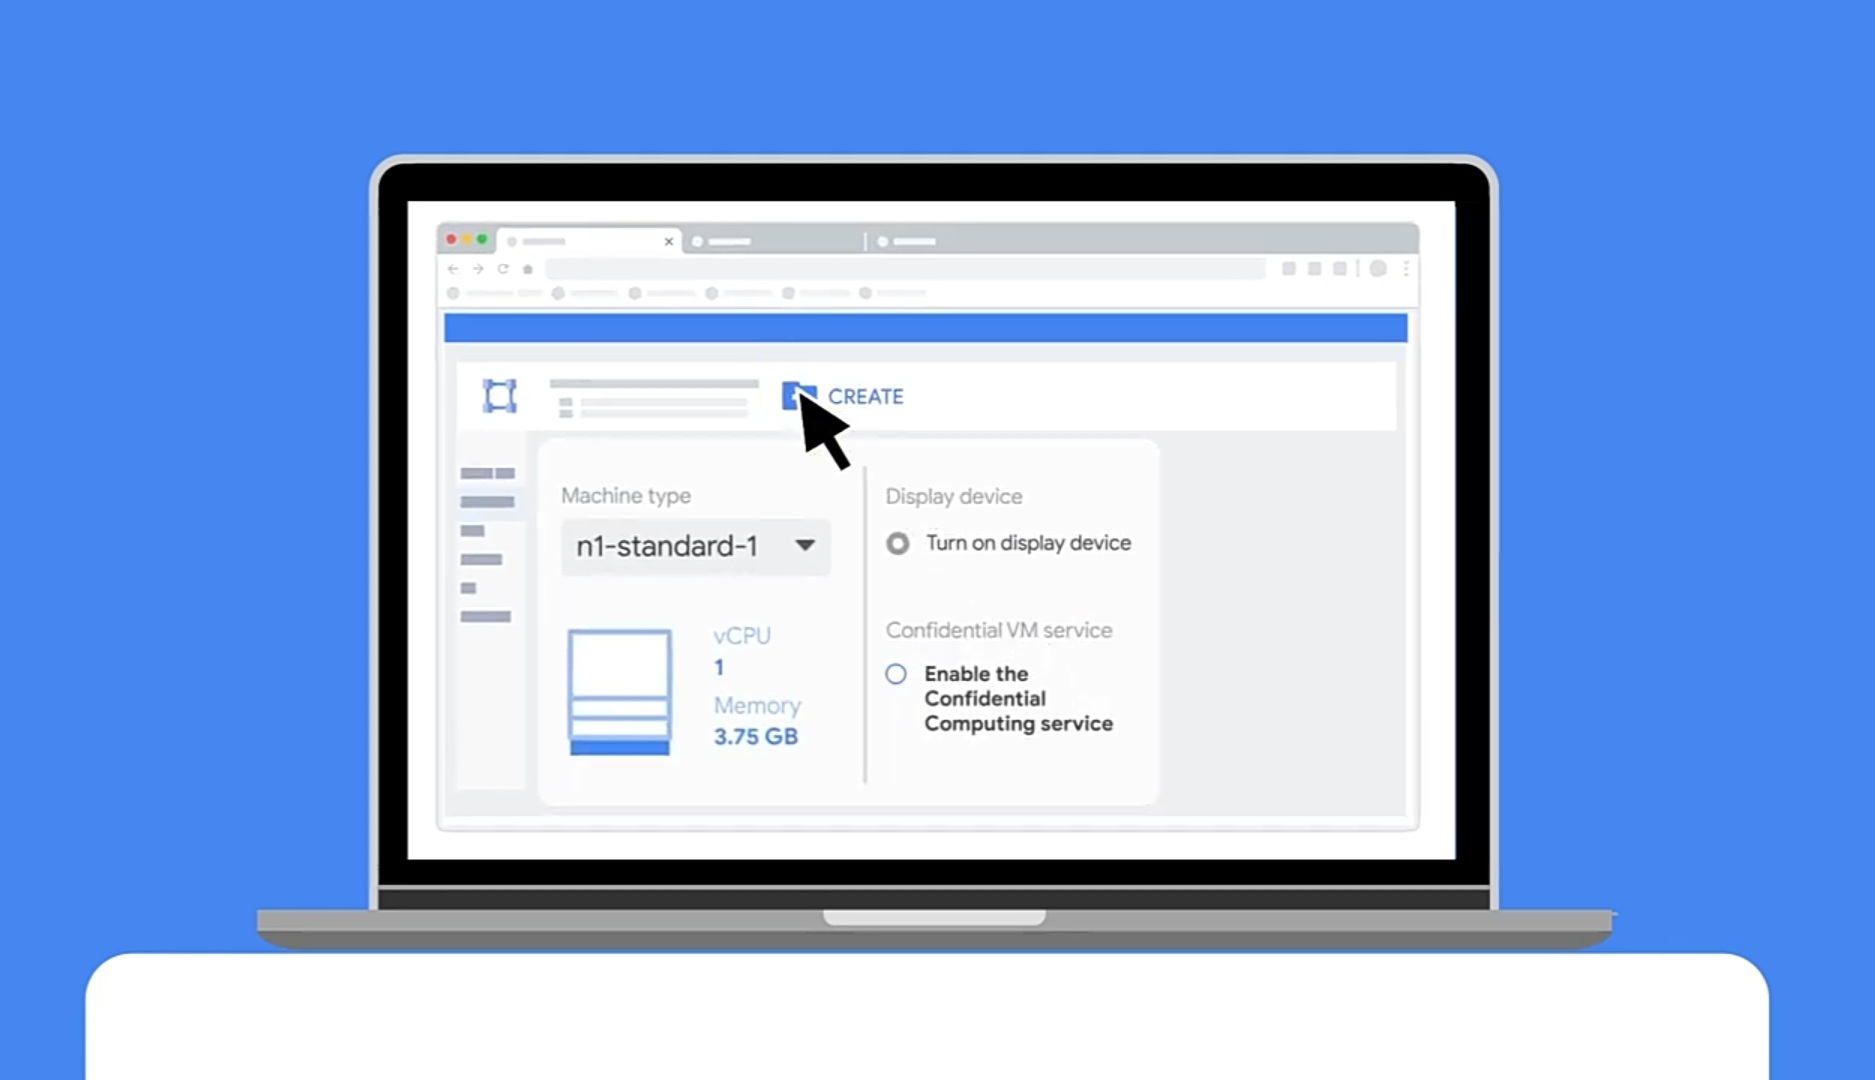 CREATE
Machine type
n1-standard-1
vCPU
1
Memory
3.75 GB
Display device
Turn on display device
Confidential VM service
Enable the
Confidential
Computing service